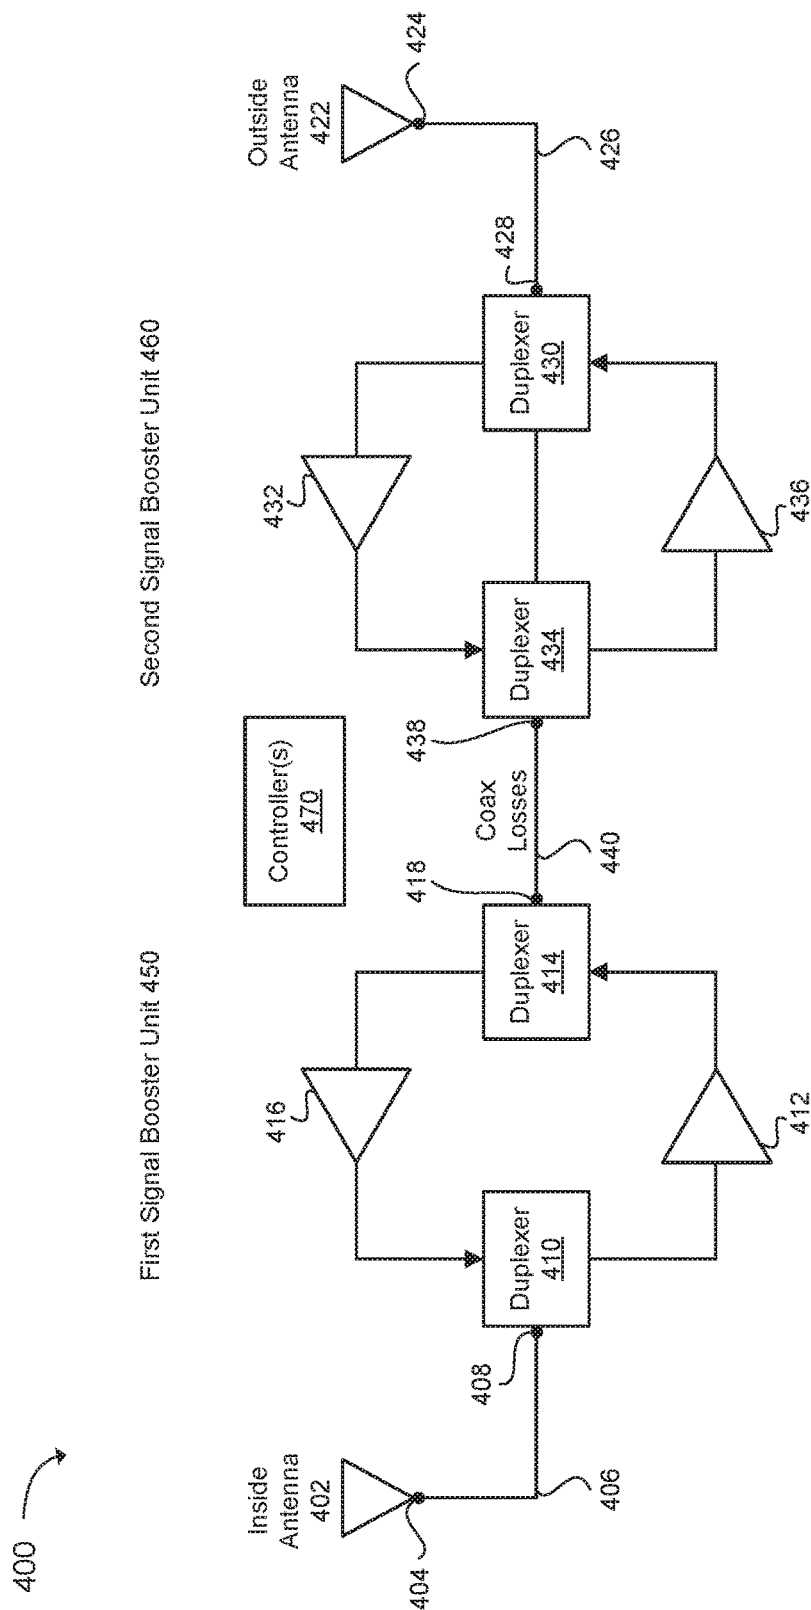 400
First Signal Booster Unit 450
Second Signal Booster Unit 460
Inside
Antenna
402
404
406
408
Duplexer
410
412
416
Duplexer
414
418
Controller(s)
470
Coax
Losses
440
438
Duplexer
434
432
436
Duplexer
430
428
426
Outside
Antenna
422
424